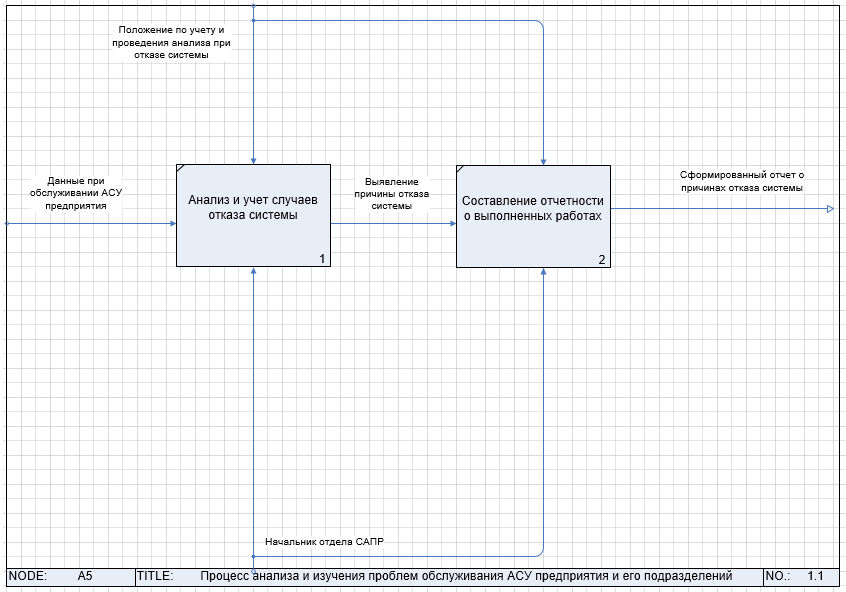 Положение по учету и
проведения анализа при
отказе системы
Данные при
обслуживании АСУ
предприятия
Анализ и учет случаев
отказа системы
1
Выявление
причины отказа
системы
Составление отчетности
о выполненных работах
2
Сформированный отчет о
причинах отказа системы
Начальник отдела САПР
NODE: A5 TITLE: Процесс анализа и изучения проблем обслуживания АСУ предприятия и его подразделений NO.: 1.1